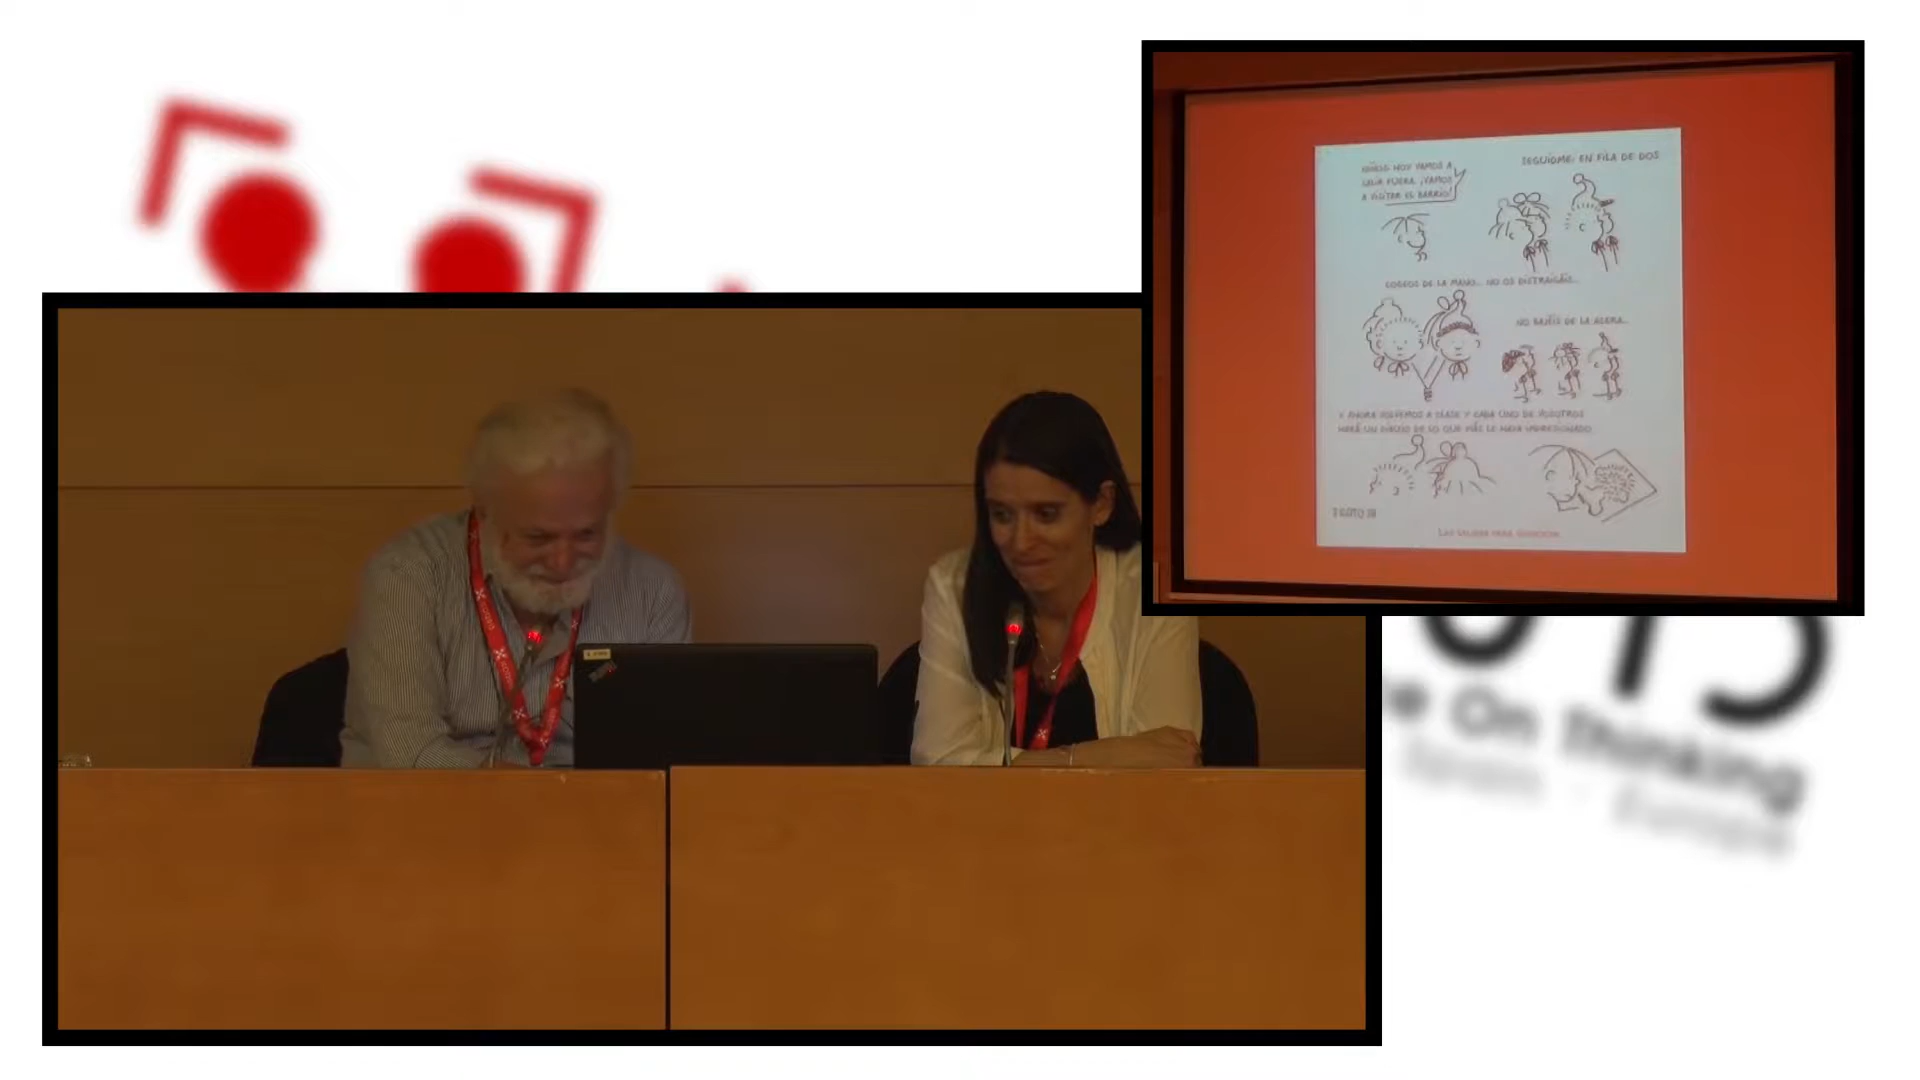 NIÑOS: HOY VAMOS A
SALIR FUERA. ¡VAMOS
A VISITAR EL BARRIO!
SEGUIDME: EN FILA DE DOS
COGEOS DE LA MANO... NO OS DISTRAIGÁIS...
NO BAJÉIS DE LA ACERA...
Y AHORA VOLVEMOS A CLASE Y CADA UNO DE VOSOTROS
HARÁ UN DIBUJO DE LO QUE MÁS LE HAYA IMPRESIONADO
On Thinking
Spain - Europe